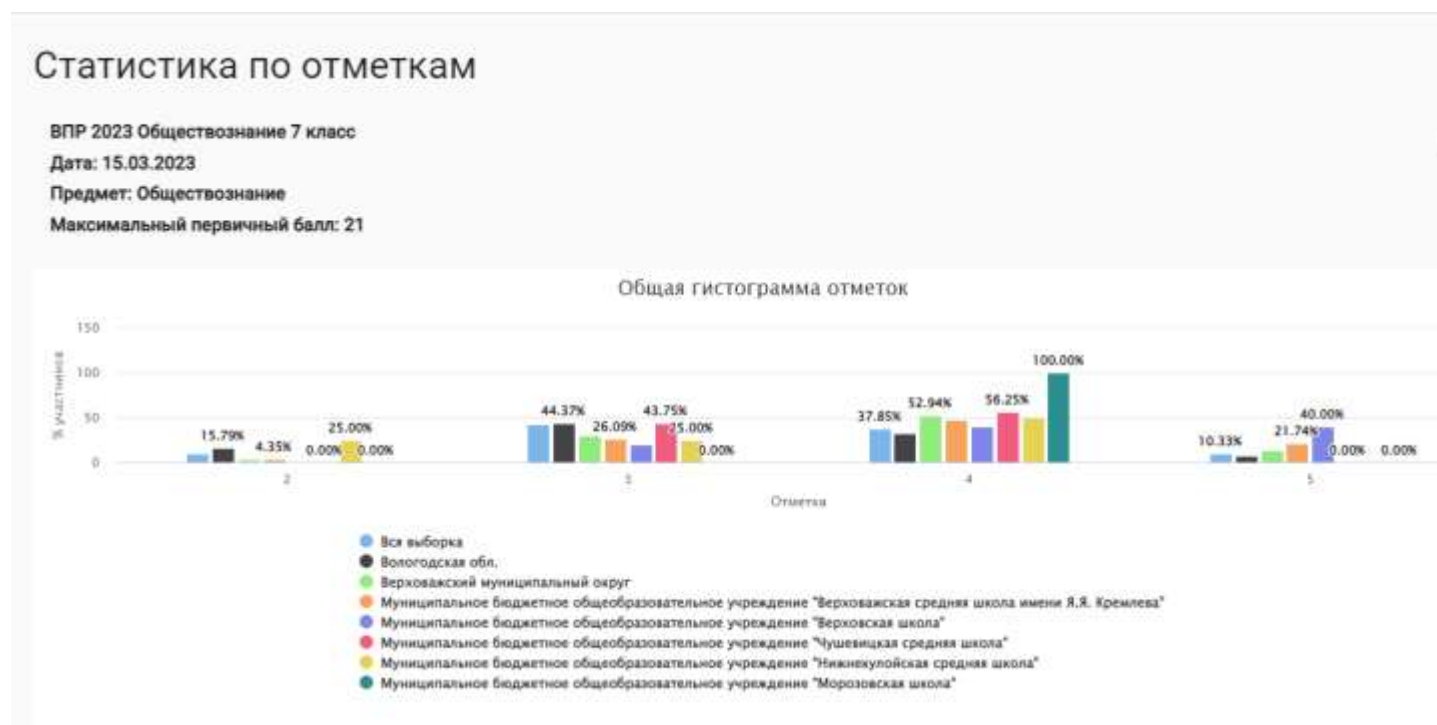 Статистика по отметкам
ВПР 2023 Обществознание 7 класс
Дата: 15.03.2023
Предмет: Обществознание
Максимальный первичный балл: 21
Общая гистограмма отметок
% участников
150
100
50
0
15.79% 4.35% 0.00% 25.00% 0.00%
44.37% 26.09% 43.75% 25.00% 0.00%
37.85% 52.94% 56.25% 100.00%
10.33% 21.74% 40.00% 0.00% 0.00%
2 3 4 5
Отметки
Вся выборка
Вологодская обл.
Верховажский муниципальный округ
Муниципальное бюджетное общеобразовательное учреждение "Верховажская средняя школа имени Я.Я. Кремлева"
Муниципальное бюджетное общеобразовательное учреждение "Верховская школа"
Муниципальное бюджетное общеобразовательное учреждение "Чушевицкая средняя школа"
Муниципальное бюджетное общеобразовательное учреждение "Нижнекулойская средняя школа"
Муниципальное бюджетное общеобразовательное учреждение "Морозовская школа"